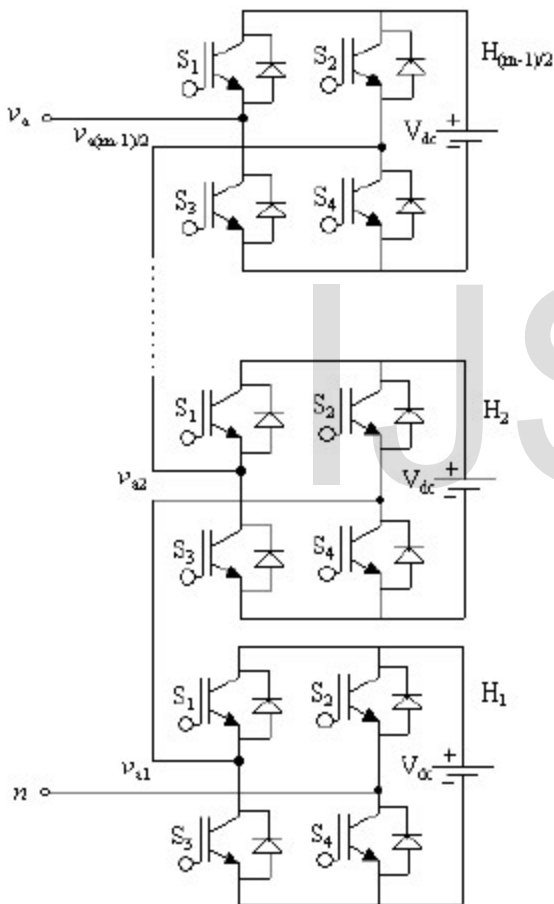 S1 S2 H(m-1)/2
va
va(m-1)/2 Vdc + −
S3 S4
IJS
S1 S2 H2
va2 Vdc + −
S3 S4
S1 S2 H1
va1 Vdc + −
n
S3 S4